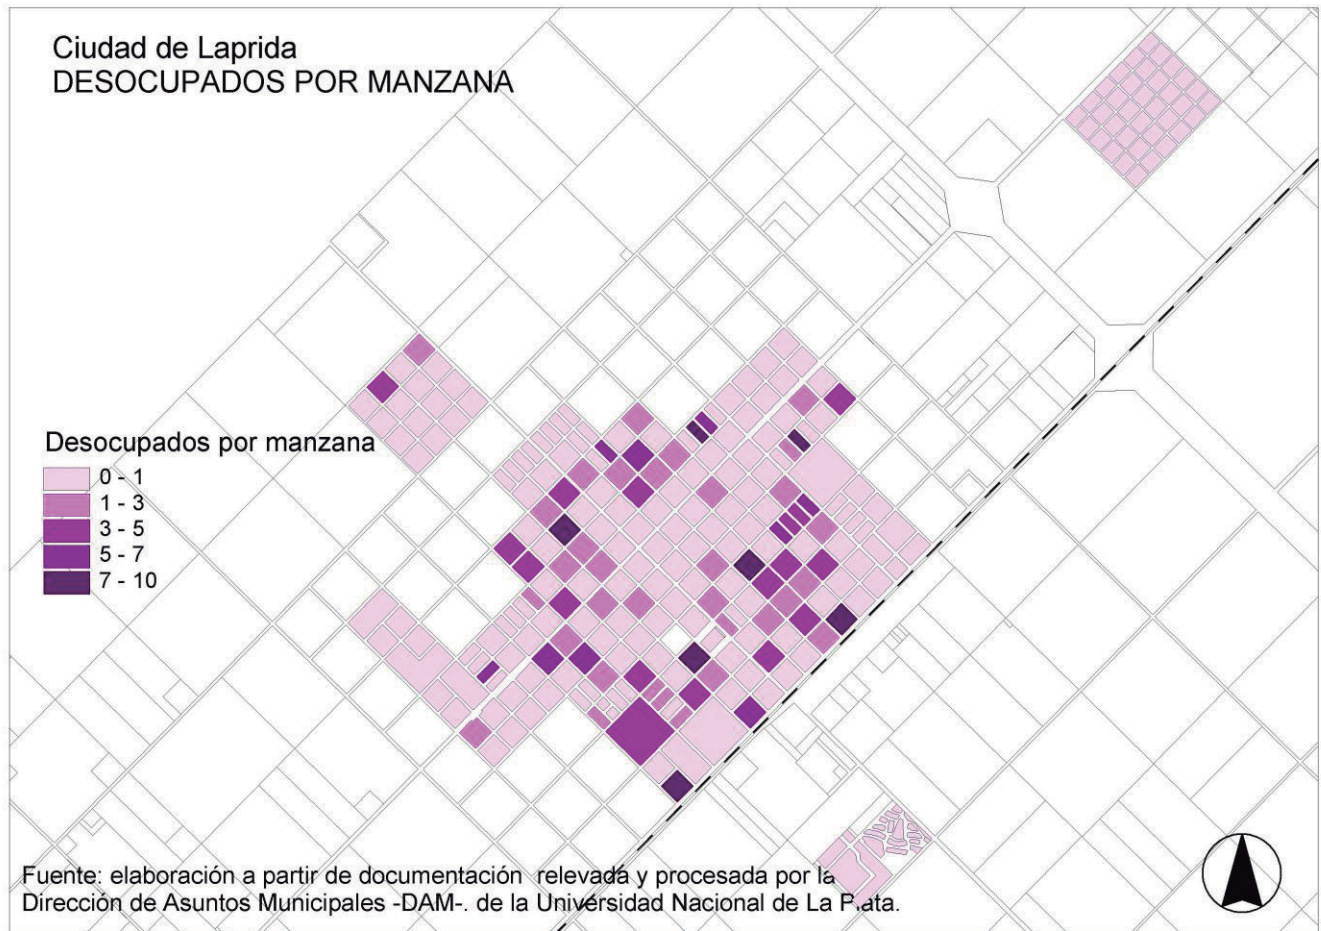 Ciudad de Laprida
DESOCUPADOS POR MANZANA
Desocupados por manzana
0 - 1
1 - 3
3 - 5
5 - 7
7 - 10
Fuente: elaboración a partir de documentación relevada y procesada por la
Dirección de Asuntos Municipales -DAM-. de la Universidad Nacional de La Plata.